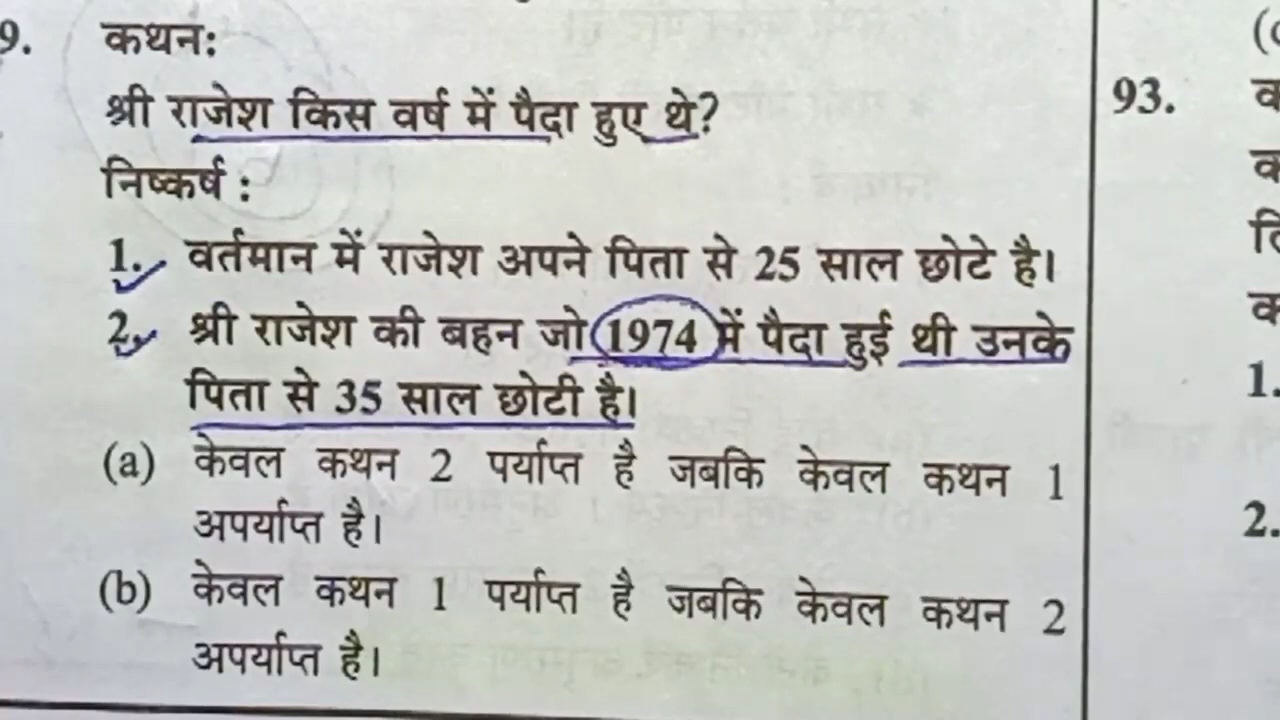 9. कथन:
श्री राजेश किस वर्ष में पैदा हुए थे?
निष्कर्ष :
1. वर्तमान में राजेश अपने पिता से 25 साल छोटे है।
2. श्री राजेश की बहन जो 1974 में पैदा हुई थी उनके
पिता से 35 साल छोटी है।
(a) केवल कथन 2 पर्याप्त है जबकि केवल कथन 1
अपर्याप्त है।
(b) केवल कथन 1 पर्याप्त है जबकि केवल कथन 2
अपर्याप्त है।
93.
1.
2.